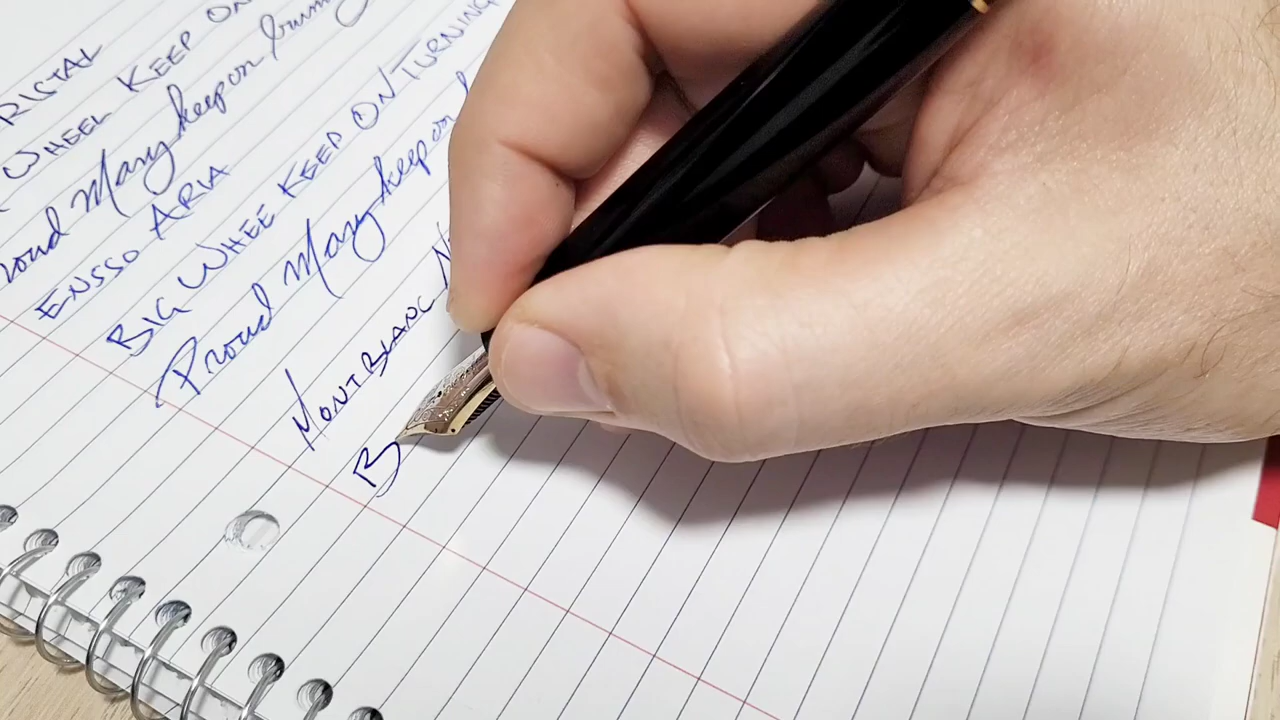 WHEEL KEEP ON
Proud Mary keep on burning
ENSSO ARIA
BIG WHEE KEEP ON TURNING
Proud Mary keep on
MONTBLANC
B